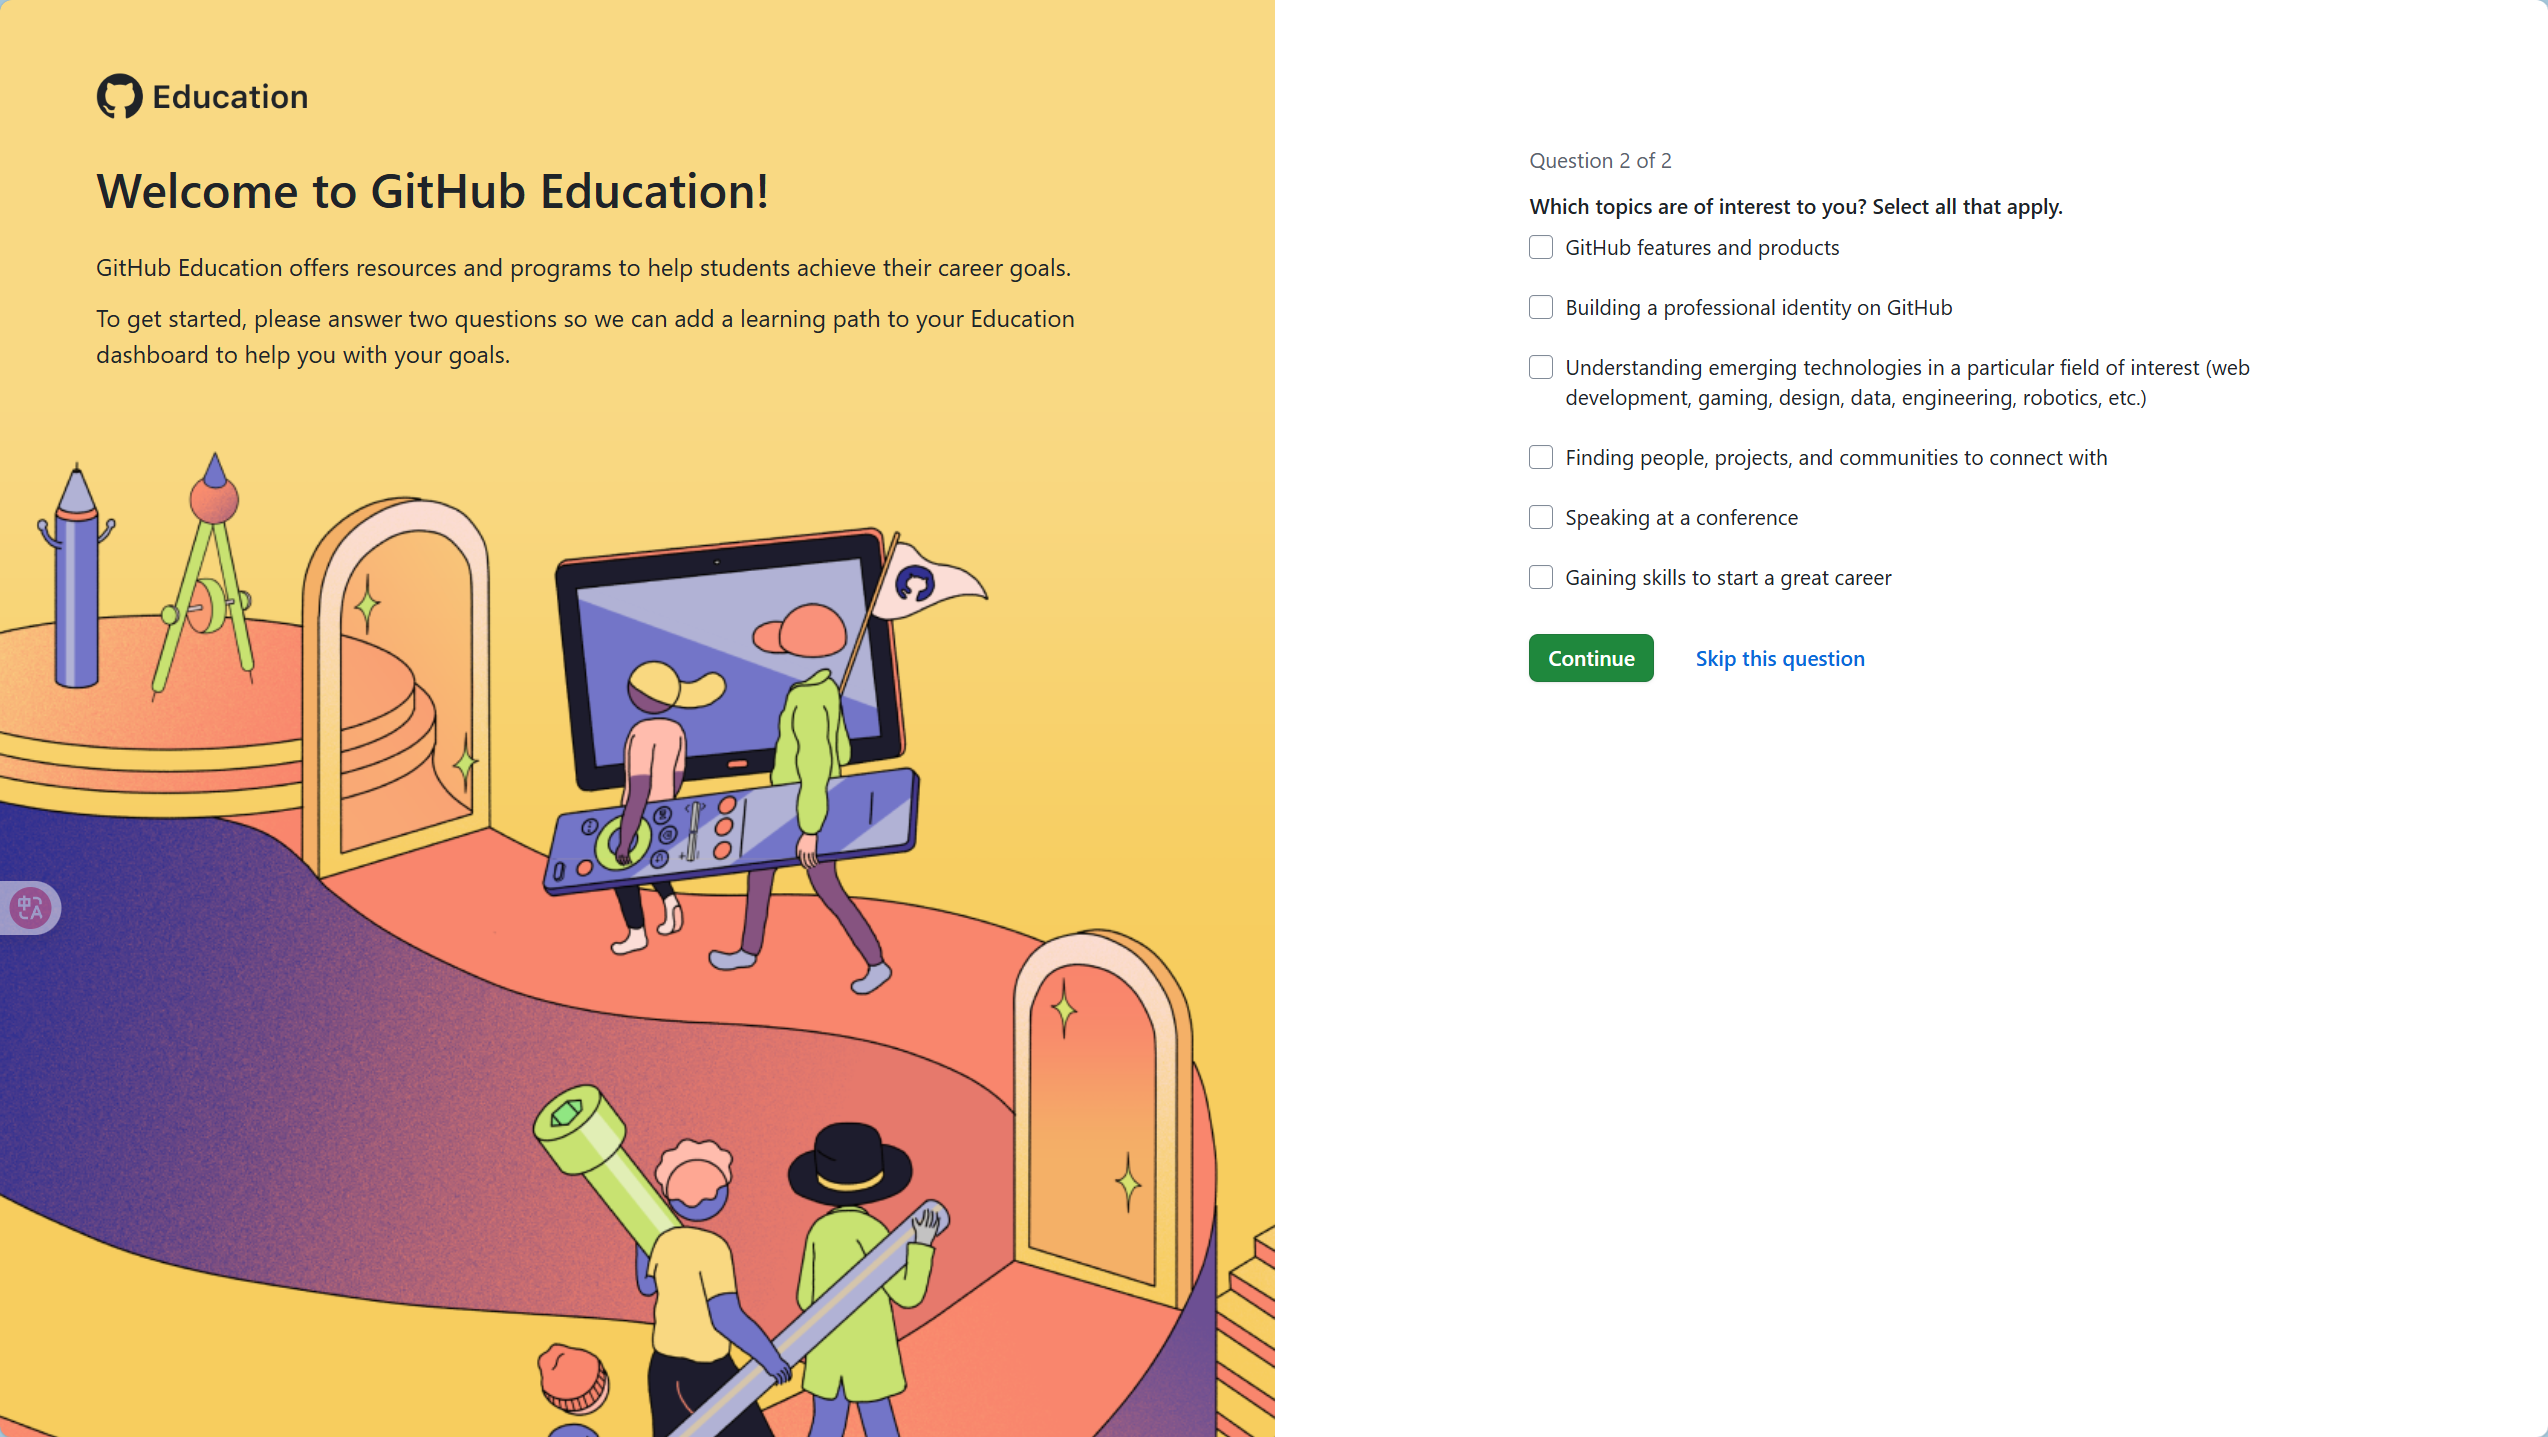 Education
Welcome to GitHub Education!
GitHub Education offers resources and programs to help students achieve their career goals.
To get started, please answer two questions so we can add a learning path to your Education
dashboard to help you with your goals.
Question 2 of 2
Which topics are of interest to you? Select all that apply.
GitHub features and products
Building a professional identity on GitHub
Understanding emerging technologies in a particular field of interest (web
development, gaming, design, data, engineering, robotics, etc.)
Finding people, projects, and communities to connect with
Speaking at a conference
Gaining skills to start a great career
Continue
Skip this question
中 A